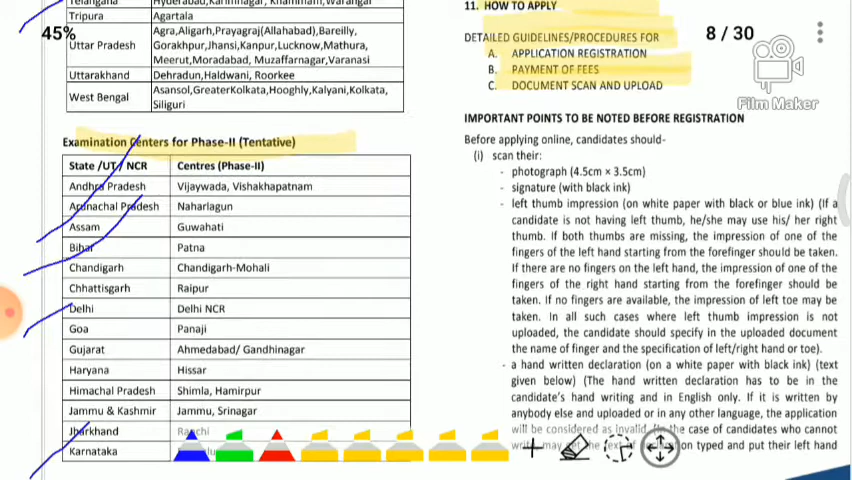 Telangana Hyderabad,Karimnagar, Khammam,Warangal
Tripura Agartala
Uttar Pradesh Agra,Aligarh,Prayagraj(Allahabad),Bareilly,
Gorakhpur,Jhansi,Kanpur,Lucknow,Mathura,
Meerut,Moradabad, Muzaffarnagar,Varanasi
Uttarakhand Dehradun,Haldwani, Roorkee
West Bengal Asansol,GreaterKolkata,Hooghly,Kalyani,Kolkata,
Siliguri
45%
Examination Centers for Phase-II (Tentative)
State /UT/ NCR Centres (Phase-II)
Andhra Pradesh Vijaywada, Vishakhapatnam
Arunachal Pradesh Naharlagun
Assam Guwahati
Bihar Patna
Chandigarh Chandigarh-Mohali
Chhattisgarh Raipur
Delhi Delhi NCR
Goa Panaji
Gujarat Ahmedabad/ Gandhinagar
Haryana Hissar
Himachal Pradesh Shimla, Hamirpur
Jammu & Kashmir Jammu, Srinagar
Jharkhand Ranchi
Karnataka
11. HOW TO APPLY
8 / 30
DETAILED GUIDELINES/PROCEDURES FOR
A. APPLICATION REGISTRATION
B. PAYMENT OF FEES
C. DOCUMENT SCAN AND UPLOAD
Film Maker
IMPORTANT POINTS TO BE NOTED BEFORE REGISTRATION
Before applying online, candidates should-
(i) scan their:
- photograph (4.5cm × 3.5cm)
- signature (with black ink)
- left thumb impression (on white paper with black or blue ink) (If a
candidate is not having left thumb, he/she may use his/ her right
thumb. If both thumbs are missing, the impression of one of the
fingers of the left hand starting from the forefinger should be taken.
If there are no fingers on the left hand, the impression of one of the
fingers of the right hand starting from the forefinger should be
taken. If no fingers are available, the impression of left toe may be
taken. In all such cases where left thumb impression is not
uploaded, the candidate should specify in the uploaded document
the name of finger and the specification of left/right hand or toe).
- a hand written declaration (on a white paper with black ink) (text
given below) (The hand written declaration has to be in the
candidate's hand writing and in English only. If it is written by
anybody else and uploaded or in any other language, the application
will be considered as invalid. (In the case of candidates who cannot
write may get the text of declaration typed and put their left hand